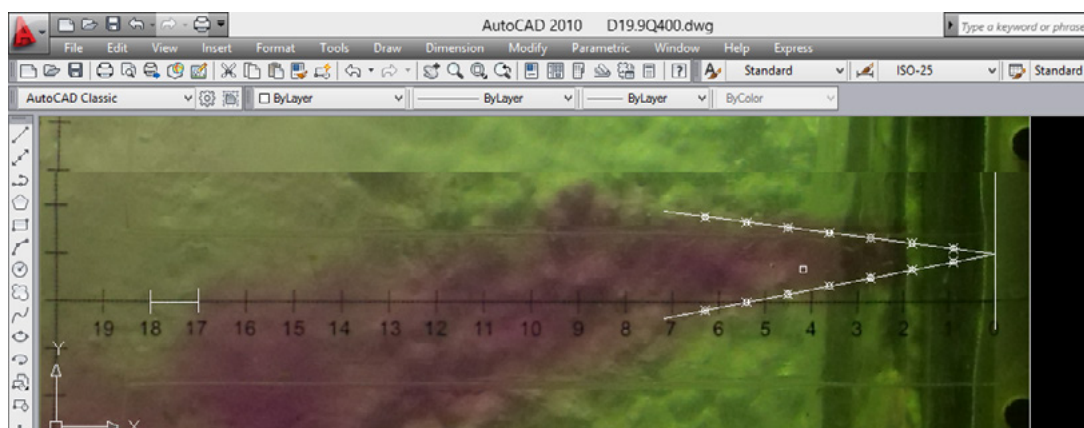 AutoCAD 2010 D19.9Q400.dwg Type a keyword or phrase
File Edit View Insert Format Tools Draw Dimension Modify Parametric Window Help Express
Standard ISO-25 Standard
AutoCAD Classic ByLayer ByLayer ByLayer ByColor
19 18 17 16 15 14 13 12 11 10 9 8 7 6 5 4 3 2 1 0
Y
X